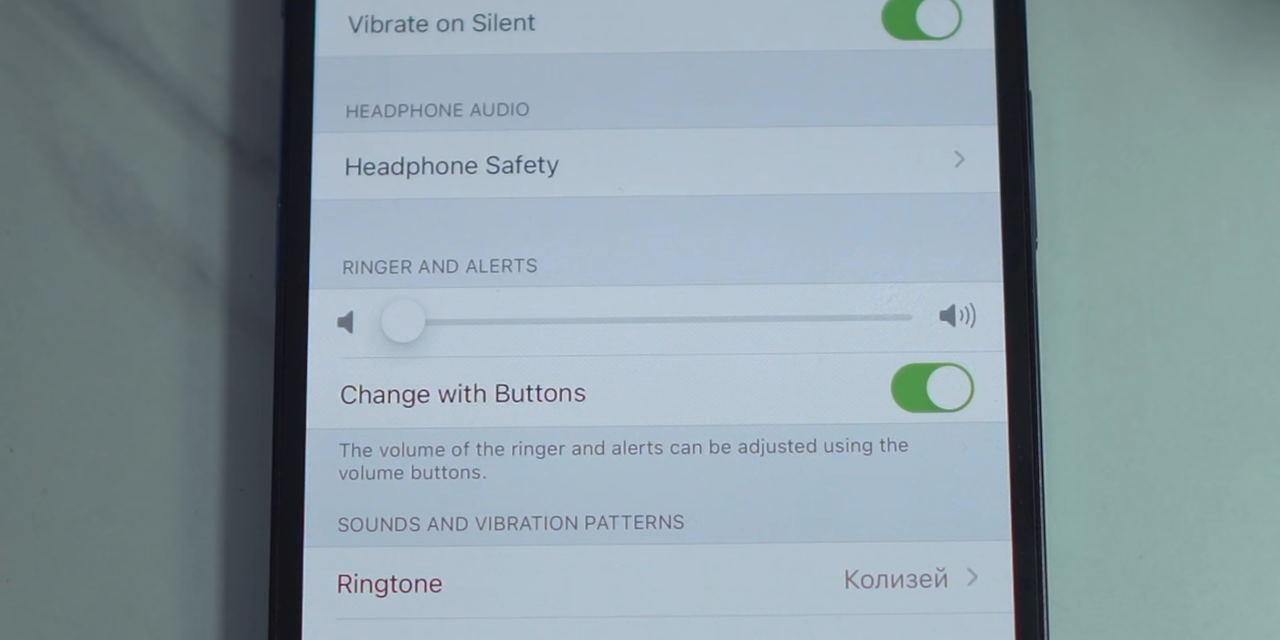 Vibrate on Silent
HEADPHONE AUDIO
Headphone Safety
RINGER AND ALERTS
Change with Buttons
The volume of the ringer and alerts can be adjusted using the
volume buttons.
SOUNDS AND VIBRATION PATTERNS
Ringtone Колизей